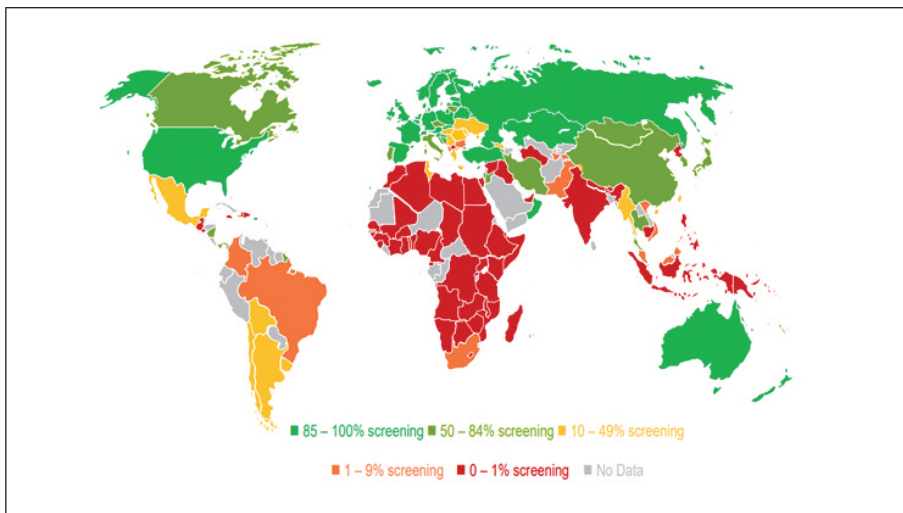 85 – 100% screening 50 – 84% screening 10 – 49% screening
1 – 9% screening 0 – 1% screening No Data